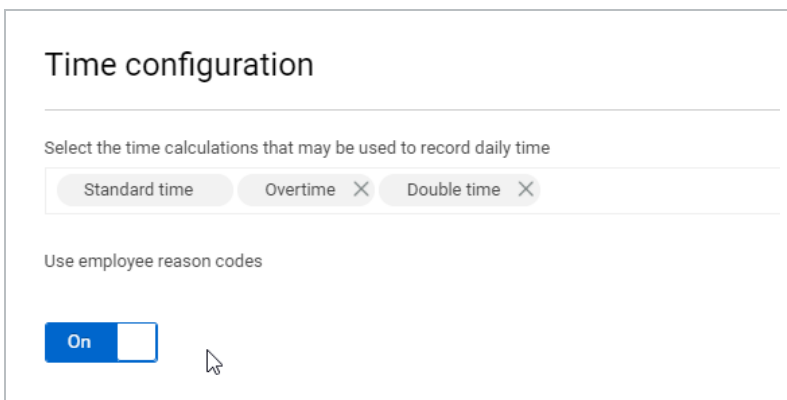 Time configuration
Select the time calculations that may be used to record daily time
Standard time Overtime Double time
Use employee reason codes
On